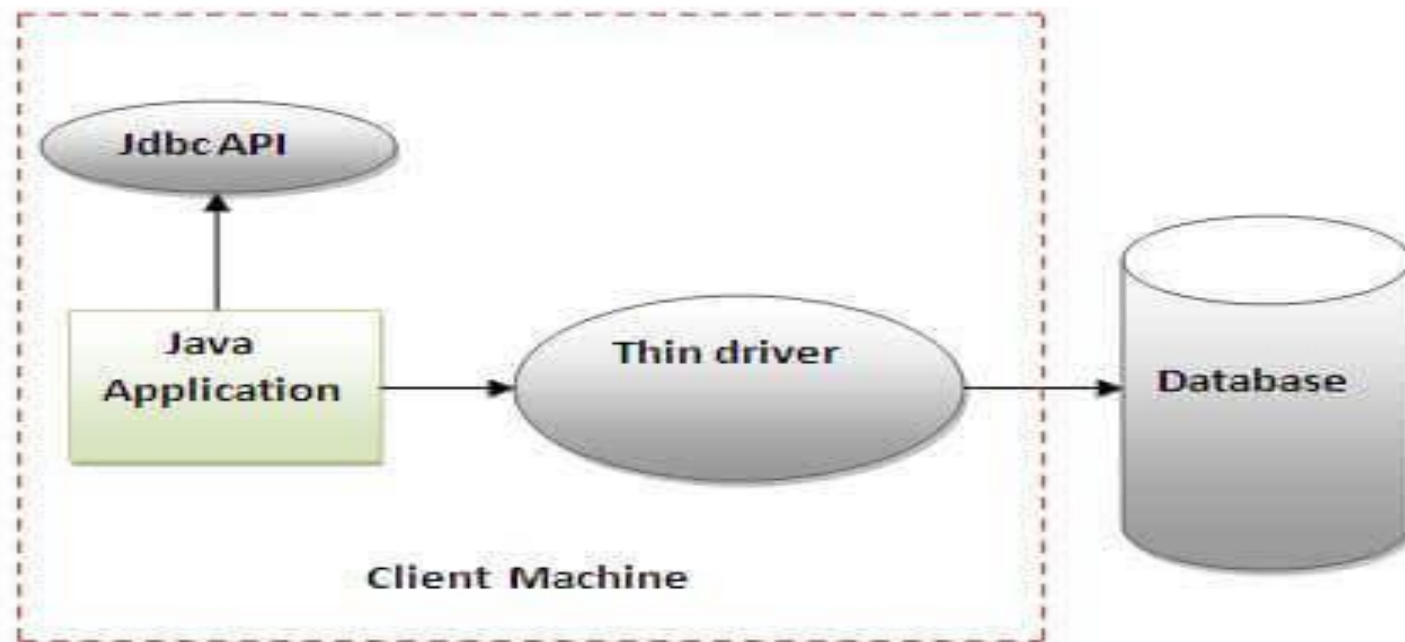 Jdbc API
Java
Application
Thin driver
Database
Client Machine